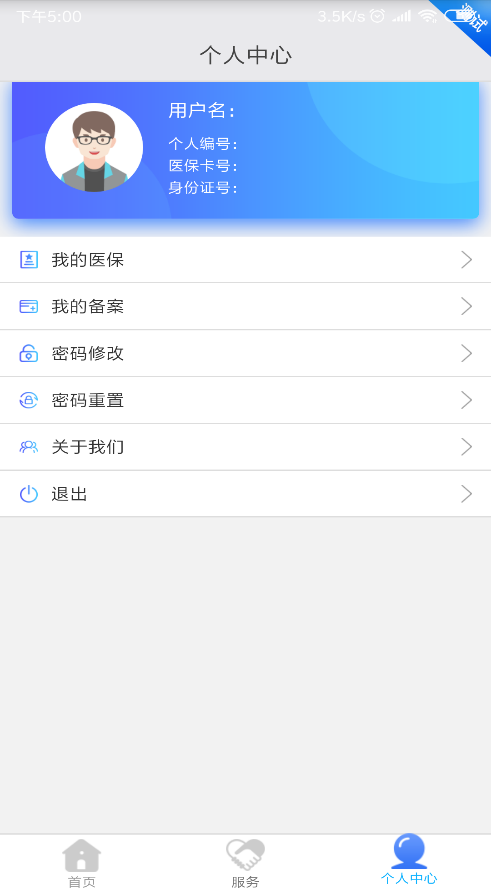 下午5:00
3.5K/s
测试
个人中心
用户名：
个人编号：
医保卡号：
身份证号：
我的医保
我的备案
密码修改
密码重置
关于我们
退出
首页
服务
个人中心